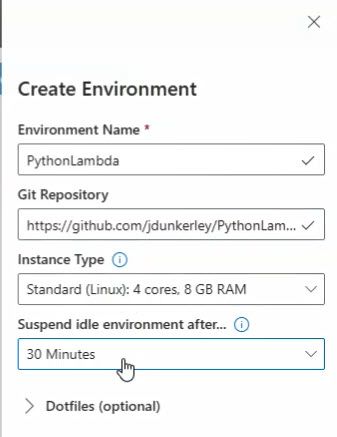 Create Environment
Environment Name *
PythonLambda
Git Repository
https://github.com/jdunkerley/PythonLam...
Instance Type
Standard (Linux): 4 cores, 8 GB RAM
Suspend idle environment after...
30 Minutes
Dotfiles (optional)